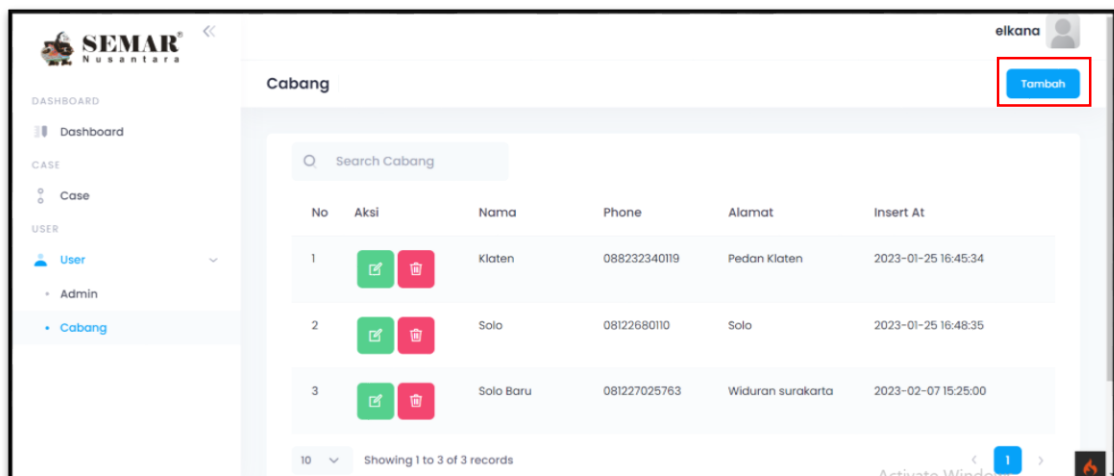 SEMAR®
Nusantara
elkana
Cabang
Tambah
DASHBOARD
Dashboard
CASE
Case
USER
User
Admin
Cabang
Search Cabang
No Aksi Nama Phone Alamat Insert At
1 Klaten 088232340119 Pedan Klaten 2023-01-25 16:45:34
2 Solo 08122680110 Solo 2023-01-25 16:48:35
3 Solo Baru 081227025763 Widuran surakarta 2023-02-07 15:25:00
10 Showing 1 to 3 of 3 records 1
Activate